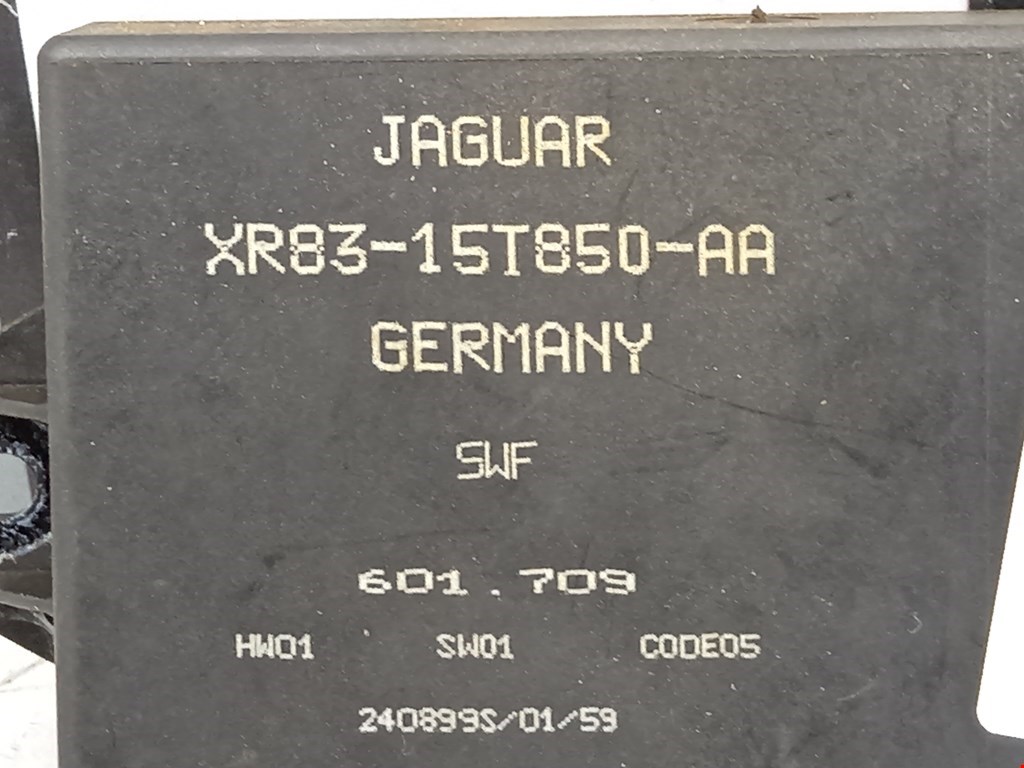 JAGUAR
XR83-15T850-AA
GERMANY
SWF
601.709
HW01 SW01 CODE05
240899S/01/59